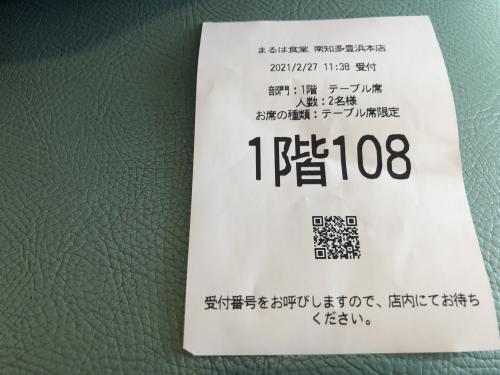 まるは食堂 南知多豊浜本店
2021/2/27 11:38 受付
部門：1階　テーブル席
人数：2名様
お席の種類：テーブル席限定
1階108
受付番号をお呼びしますので、店内にてお待ち
ください。